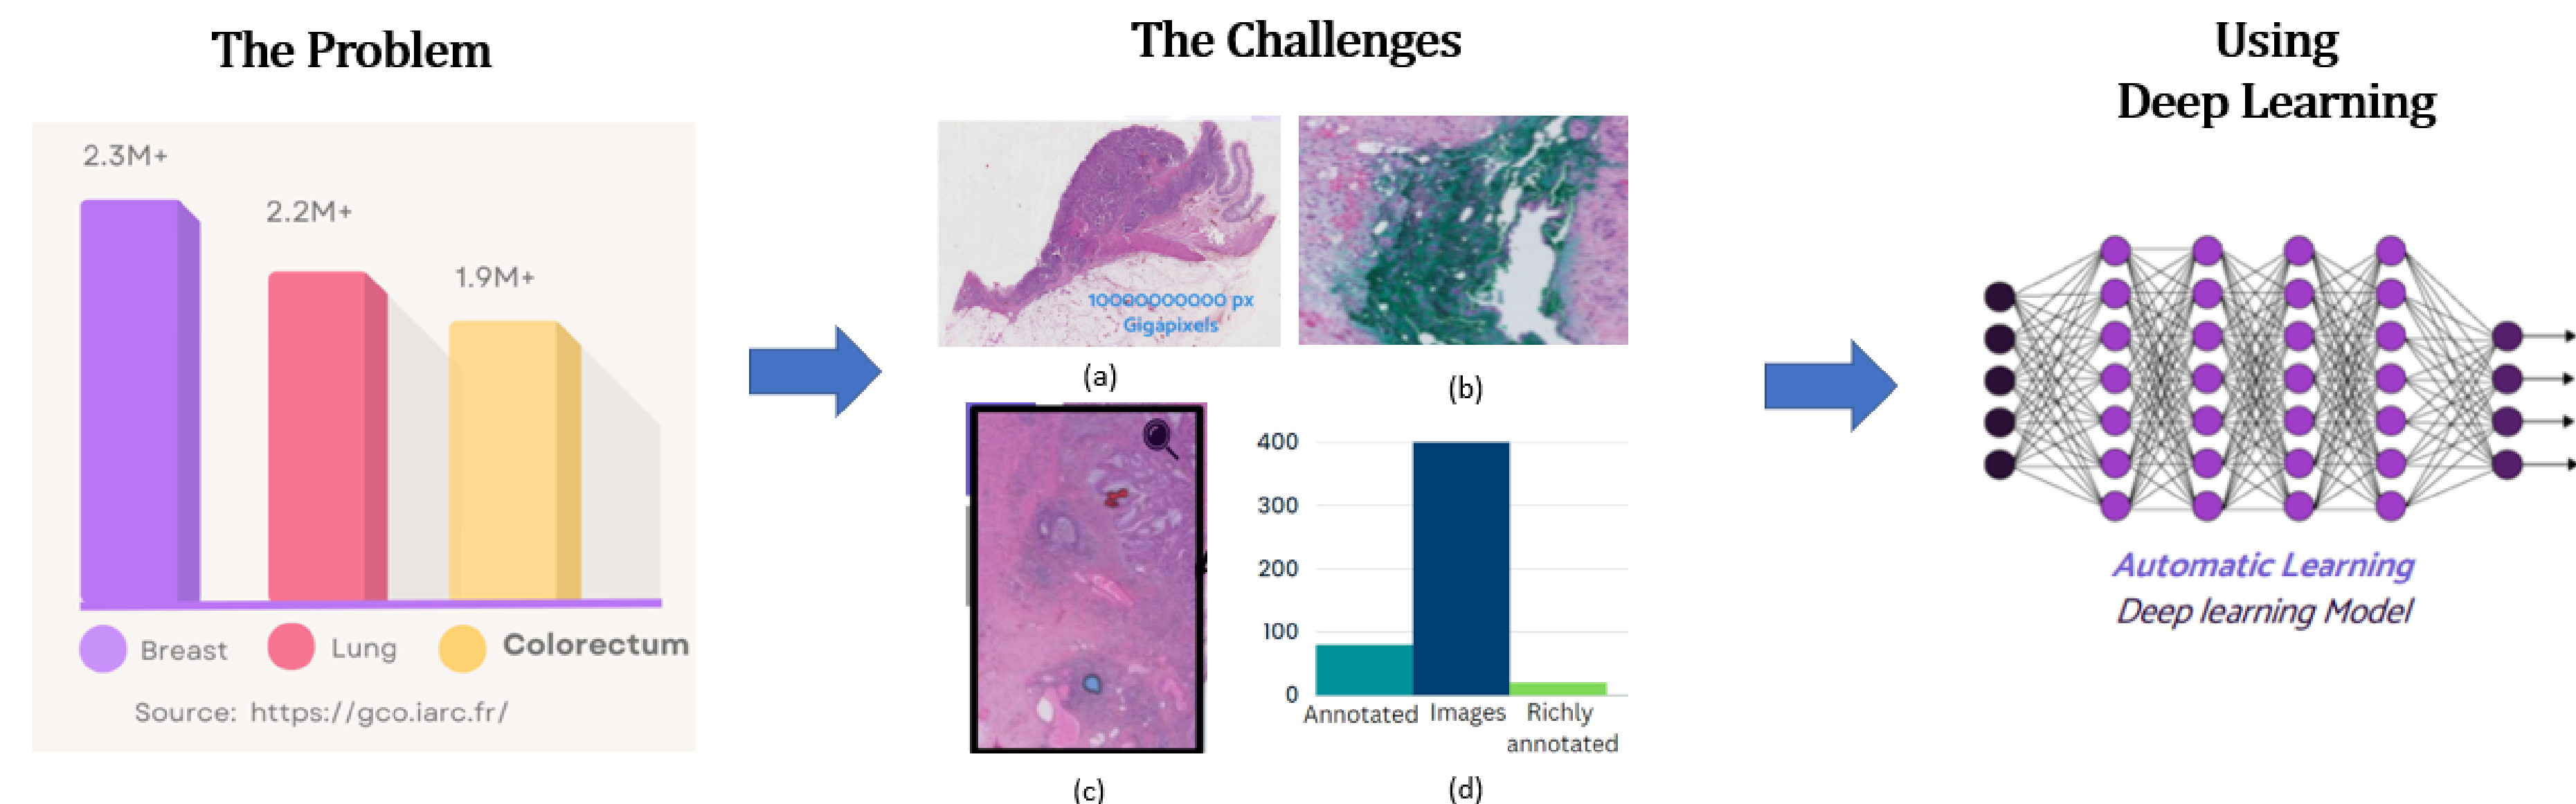 The Problem
2.3M+
2.2M+
1.9M+
Breast
Lung
Colorectum
Source: https://gco.iarc.fr/
The Challenges
10000000000 px
Gigapixels
(a)
(b)
(c)
400
300
200
100
0
Annotated
Images
Richly
annotated
(d)
Using
Deep Learning
Automatic Learning
Deep learning Model